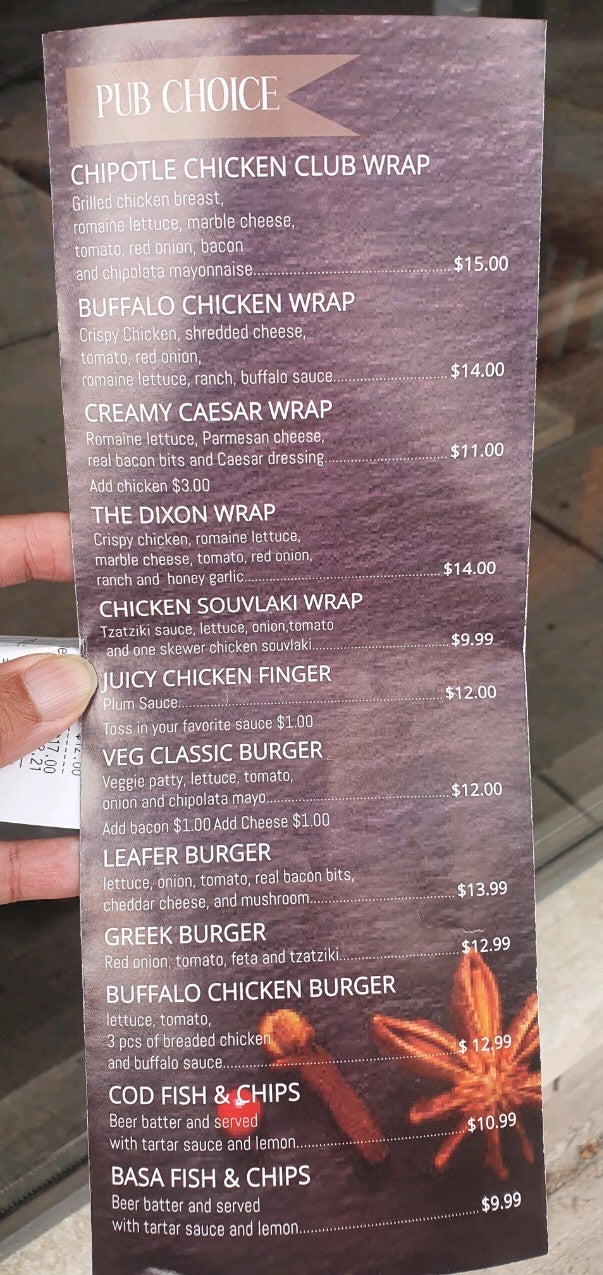 PUB CHOICE
CHIPOTLE CHICKEN CLUB WRAP
Grilled chicken breast,
romaine lettuce, marble cheese,
tomato, red onion, bacon
and chipolata mayonnaise.......................................$15.00
BUFFALO CHICKEN WRAP
Crispy Chicken, shredded cheese,
tomato, red onion,
romaine lettuce, ranch, buffalo sauce.......................$14.00
CREAMY CAESAR WRAP
Romaine lettuce, Parmesan cheese,
real bacon bits and Caesar dressing.........................$11.00
Add chicken $3.00
THE DIXON WRAP
Crispy chicken, romaine lettuce,
marble cheese, tomato, red onion,
ranch and honey garlic.......................................$14.00
CHICKEN SOUVLAKI WRAP
Tzatziki sauce, lettuce, onion,tomato
and one skewer chicken souvlaki...........................$9.99
JUICY CHICKEN FINGER
Plum Sauce.....................................................$12.00
Toss in your favorite sauce $1.00
VEG CLASSIC BURGER
Veggie patty, lettuce, tomato,
onion and chipolata mayo....................................$12.00
Add bacon $1.00 Add Cheese $1.00
LEAFER BURGER
lettuce, onion, tomato, real bacon bits,
cheddar cheese, and mushroom............................$13.99
GREEK BURGER
Red onion, tomato, feta and tzatziki.......................$12.99
BUFFALO CHICKEN BURGER
lettuce, tomato,
3 pcs of breaded chicken
and buffalo sauce.............................................$ 12.99
COD FISH & CHIPS
Beer batter and served
with tartar sauce and lemon.................................$10.99
BASA FISH & CHIPS
Beer batter and served
with tartar sauce and lemon.................................$9.99
17.00
2.21